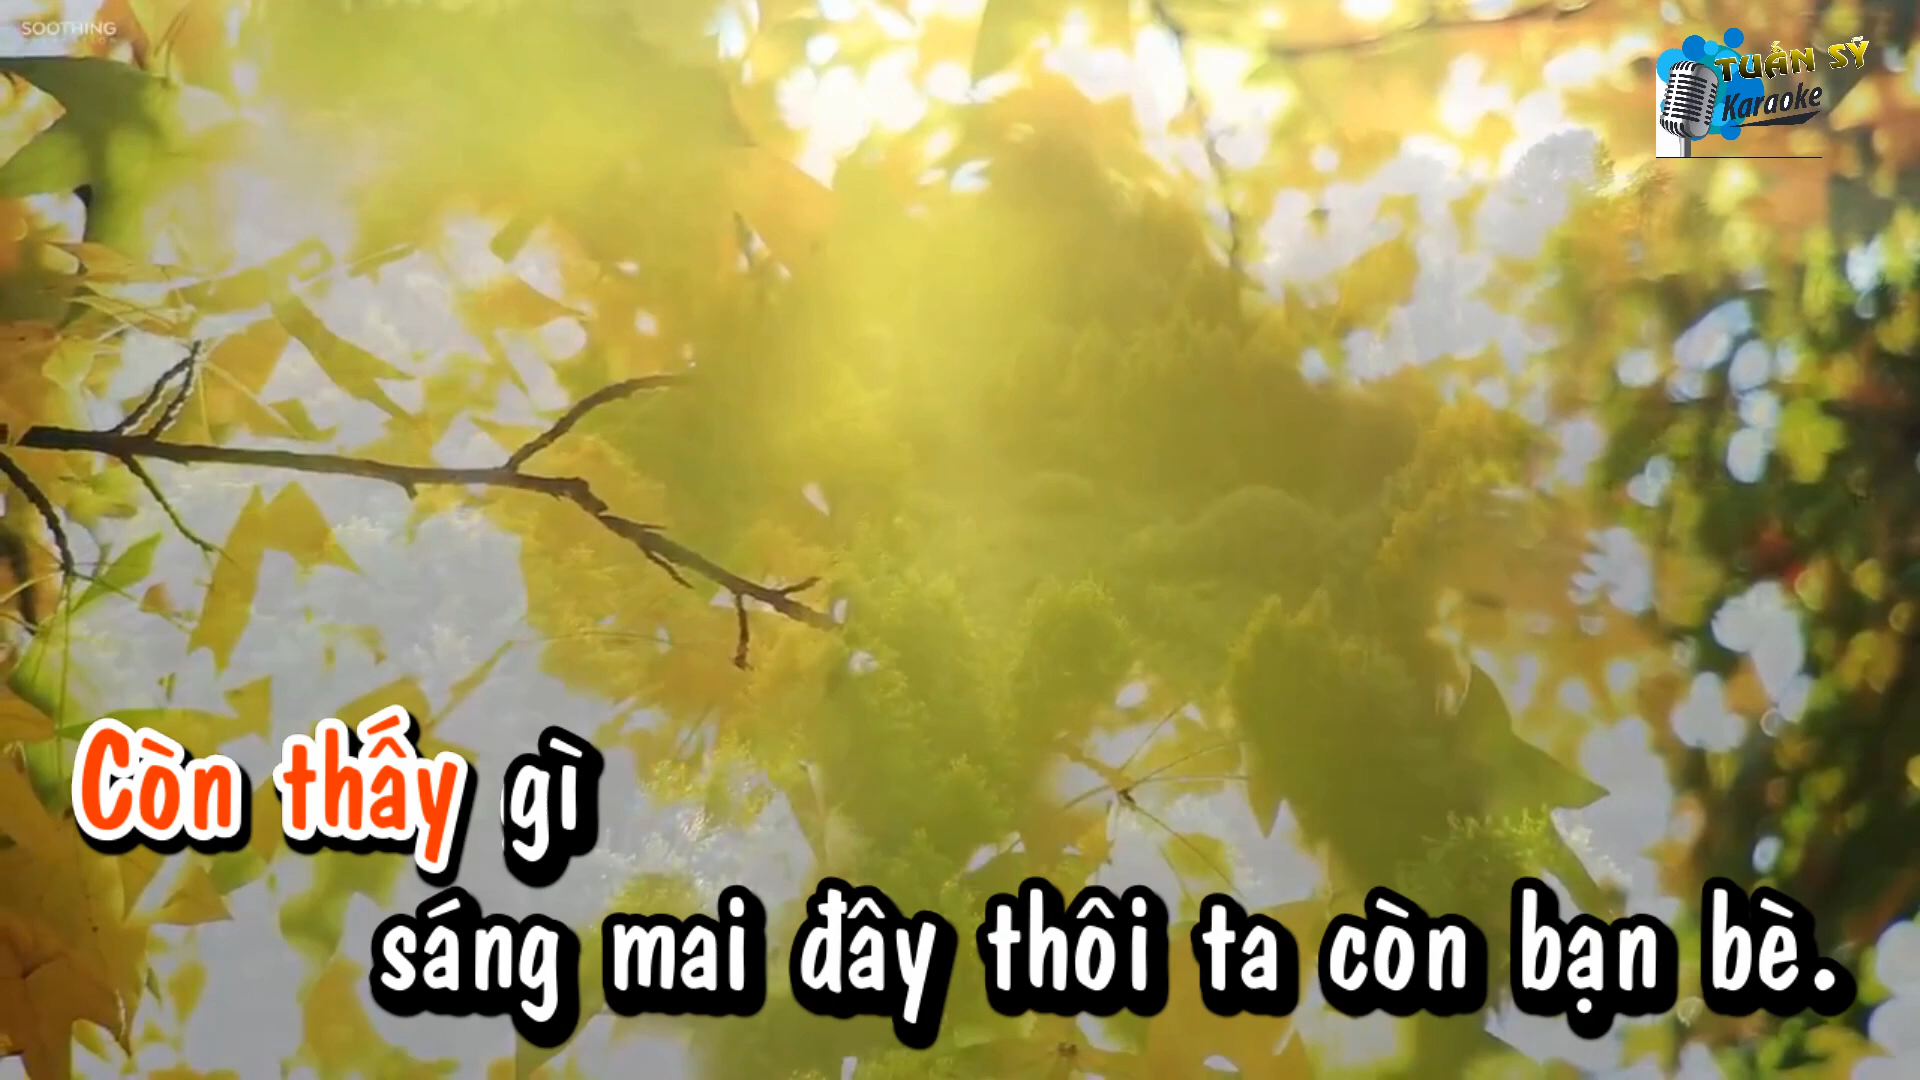 SOOTHING
TUẤN SỸ
Karaoke
Còn thấy gì
sáng mai đây thôi ta còn bạn bè.